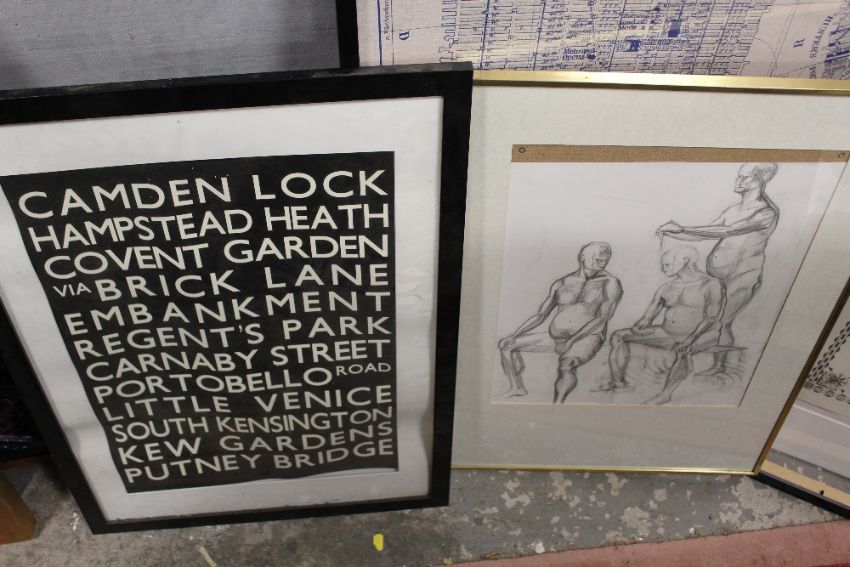 CAMDEN LOCK
HAMPSTEAD HEATH
COVENT GARDEN
VIA BRICK LANE
EMBANKMENT
REGENT'S PARK
CARNABY STREET
PORTOBELLO ROAD
LITTLE VENICE
SOUTH KENSINGTON
KEW GARDENS
PUTNEY BRIDGE
D
R